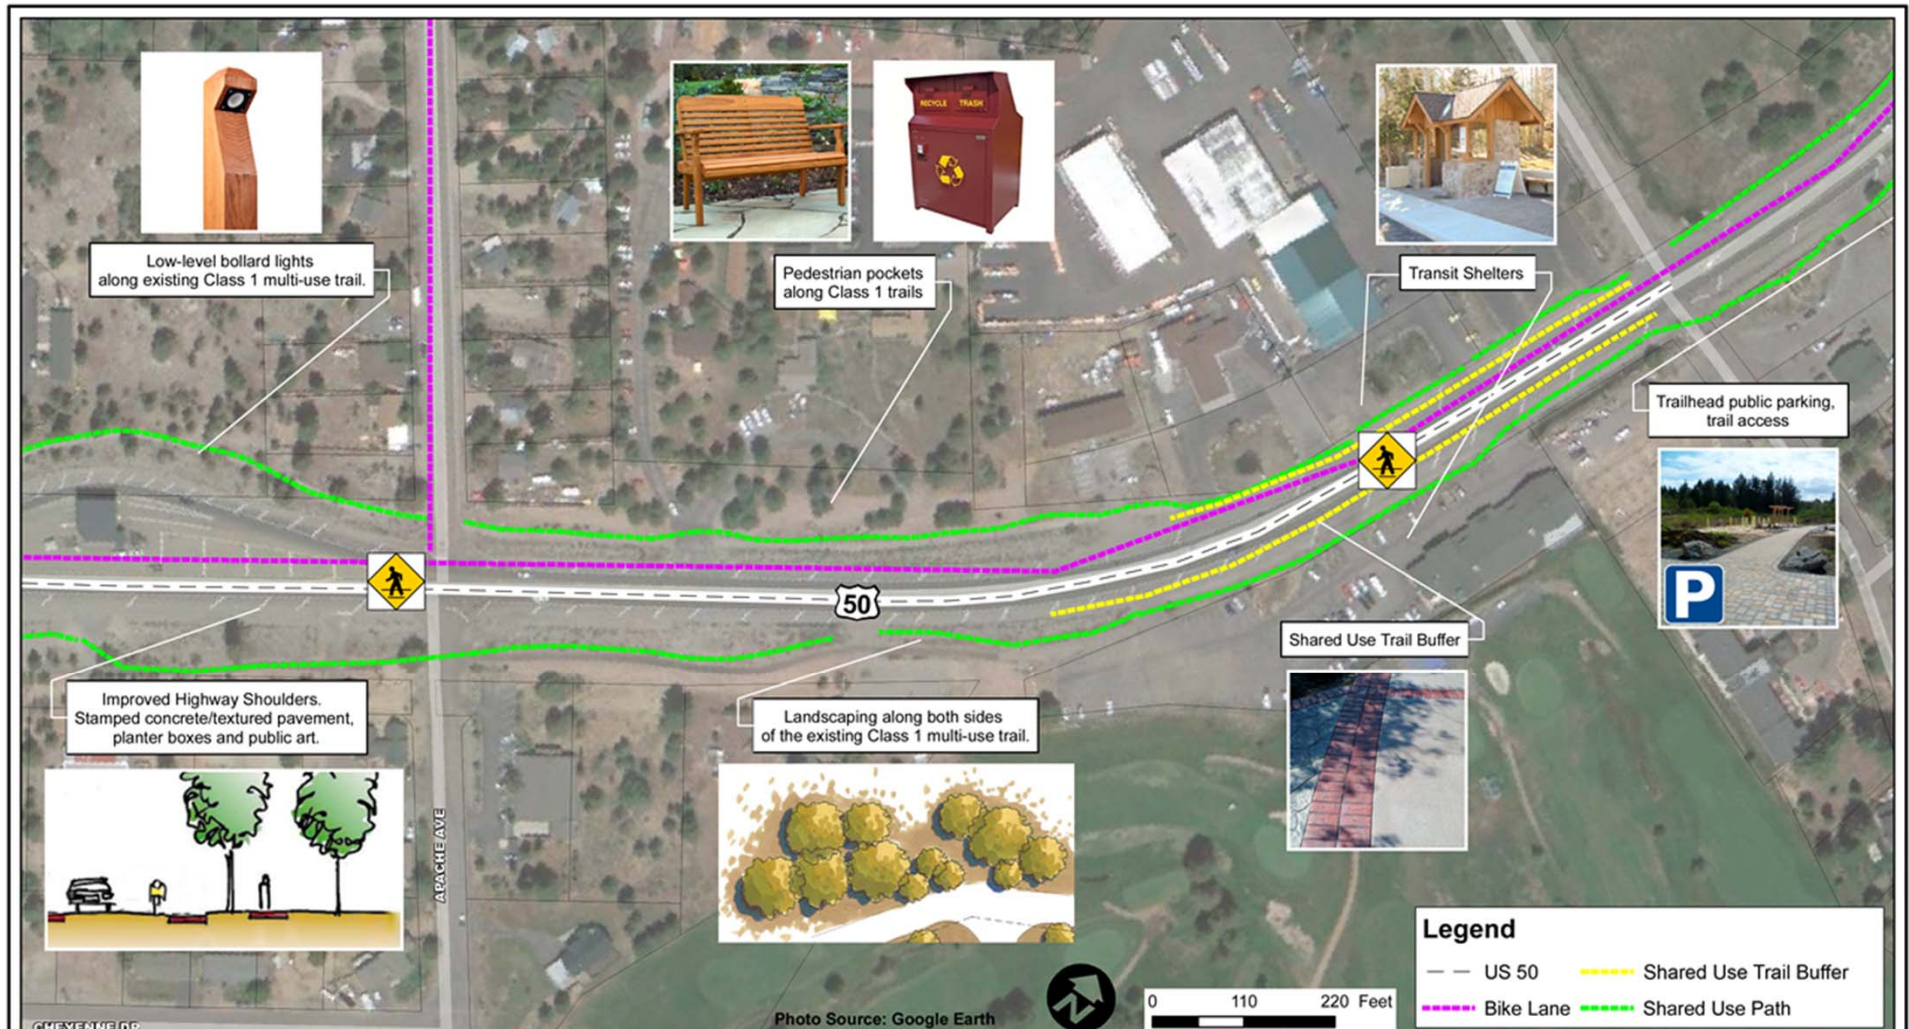 RECYCLE TRASH
Low-level bollard lights
along existing Class 1 multi-use trail.
Pedestrian pockets
along Class 1 trails
Transit Shelters
Trailhead public parking,
trail access
P
50
Shared Use Trail Buffer
Improved Highway Shoulders.
Stamped concrete/textured pavement,
planter boxes and public art.
Landscaping along both sides
of the existing Class 1 multi-use trail.
APACHE AVE
CHEYENNE DR
Photo Source: Google Earth
N
0 110 220 Feet
Legend
US 50
Shared Use Trail Buffer
Bike Lane
Shared Use Path